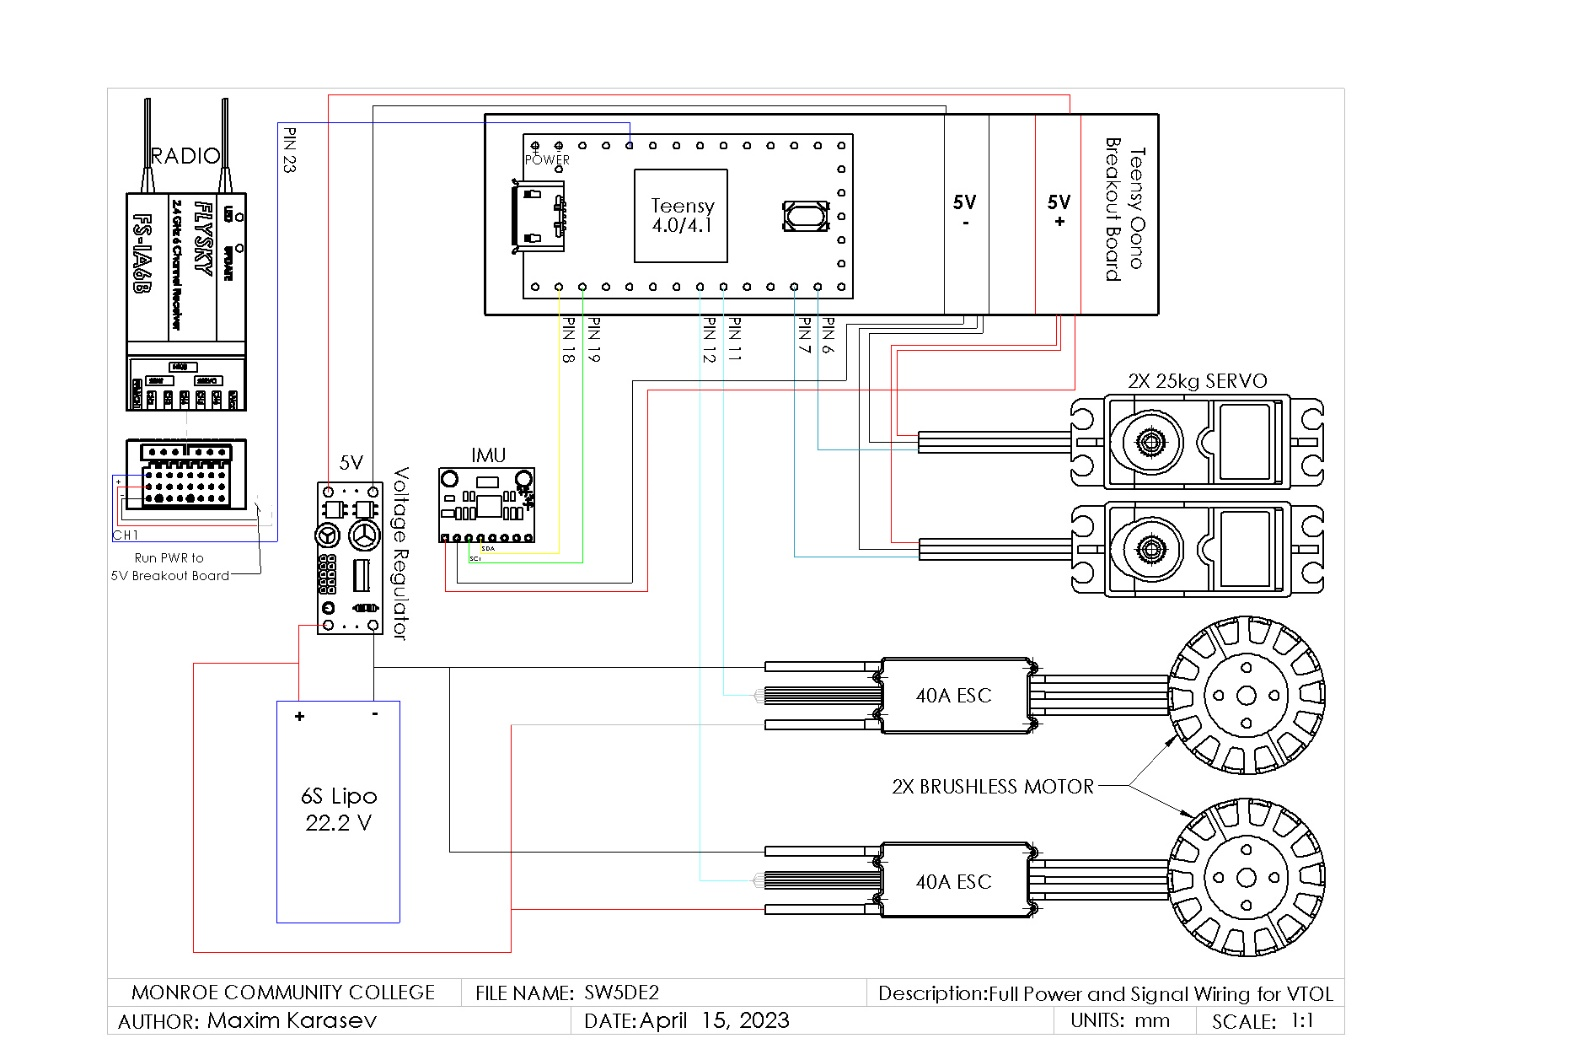 RADIO
PIN 23
POWER
Teensy
4.0/4.1
5V
-
5V
+
Teensy Oono
Breakout Board
FLYSKY
2.4 GHz 6 Channel Receiver
FS-IA6B
PIN 18
PIN 19
PIN 12
PIN 11
PIN 7
PIN 6
2X 25kg SERVO
5V
Voltage Regulator
IMU
SDA
+
-
CH1
Run PWR to
5V Breakout Board
40A ESC
2X BRUSHLESS MOTOR
40A ESC
+
-
6S Lipo
22.2 V
MONROE COMMUNITY COLLEGE
FILE NAME: SW5DE2
Description:Full Power and Signal Wiring for VTOL
AUTHOR: Maxim Karasev
DATE:April 15, 2023
UNITS: mm
SCALE: 1:1